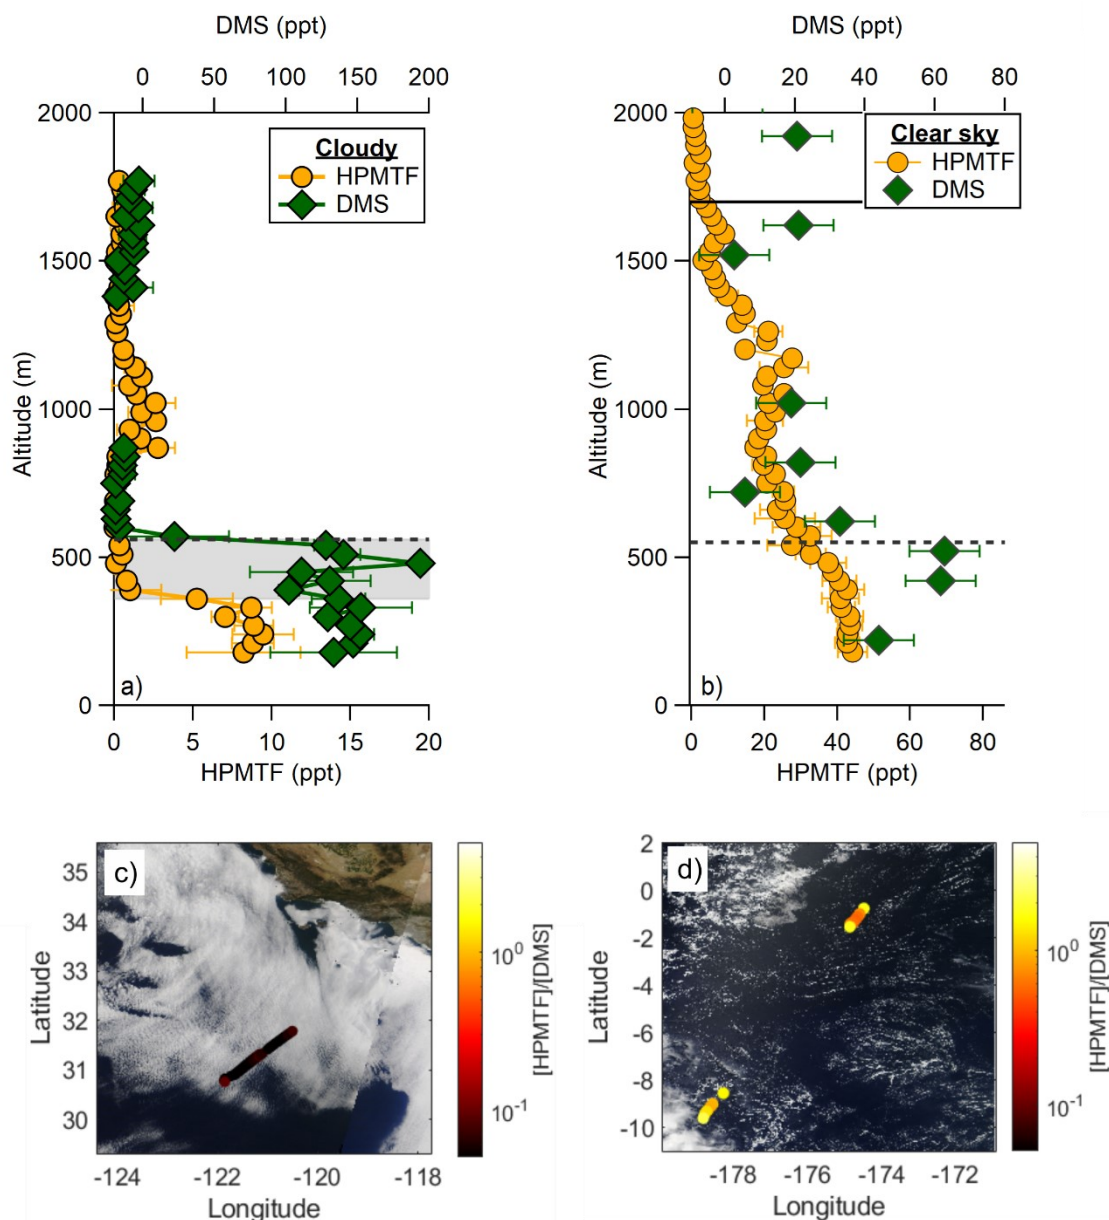 DMS (ppt)
0 50 100 150 200
2000
1500
1000
500
0
Altitude (m)
Cloudy
HPMTF
DMS
a)
0 5 10 15 20
HPMTF (ppt)
DMS (ppt)
0 20 40 60 80
2000
1500
1000
500
0
Altitude (m)
Clear sky
HPMTF
DMS
b)
0 20 40 60 80
HPMTF (ppt)
c)
35
34
33
32
31
30
Latitude
-124 -122 -120 -118
Longitude
10^0
10^-1
[HPMTF]/[DMS]
d)
2
0
-2
-4
-6
-8
-10
Latitude
-178 -176 -174 -172
Longitude
10^0
10^-1
[HPMTF]/[DMS]